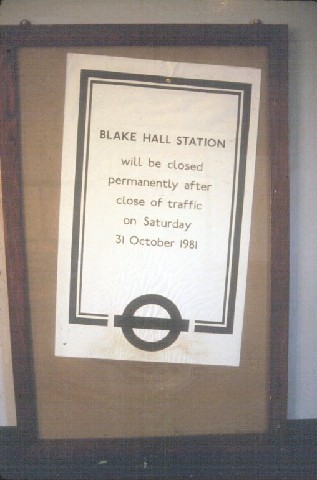 BLAKE HALL STATION
will be closed
permanently after
close of traffic
on Saturday
31 October 1981